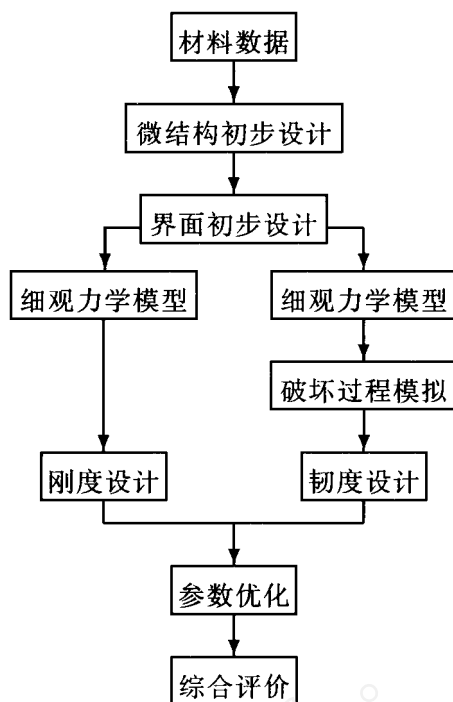 材料数据
微结构初步设计
界面初步设计
细观力学模型
细观力学模型
破坏过程模拟
刚度设计
韧度设计
参数优化
综合评价